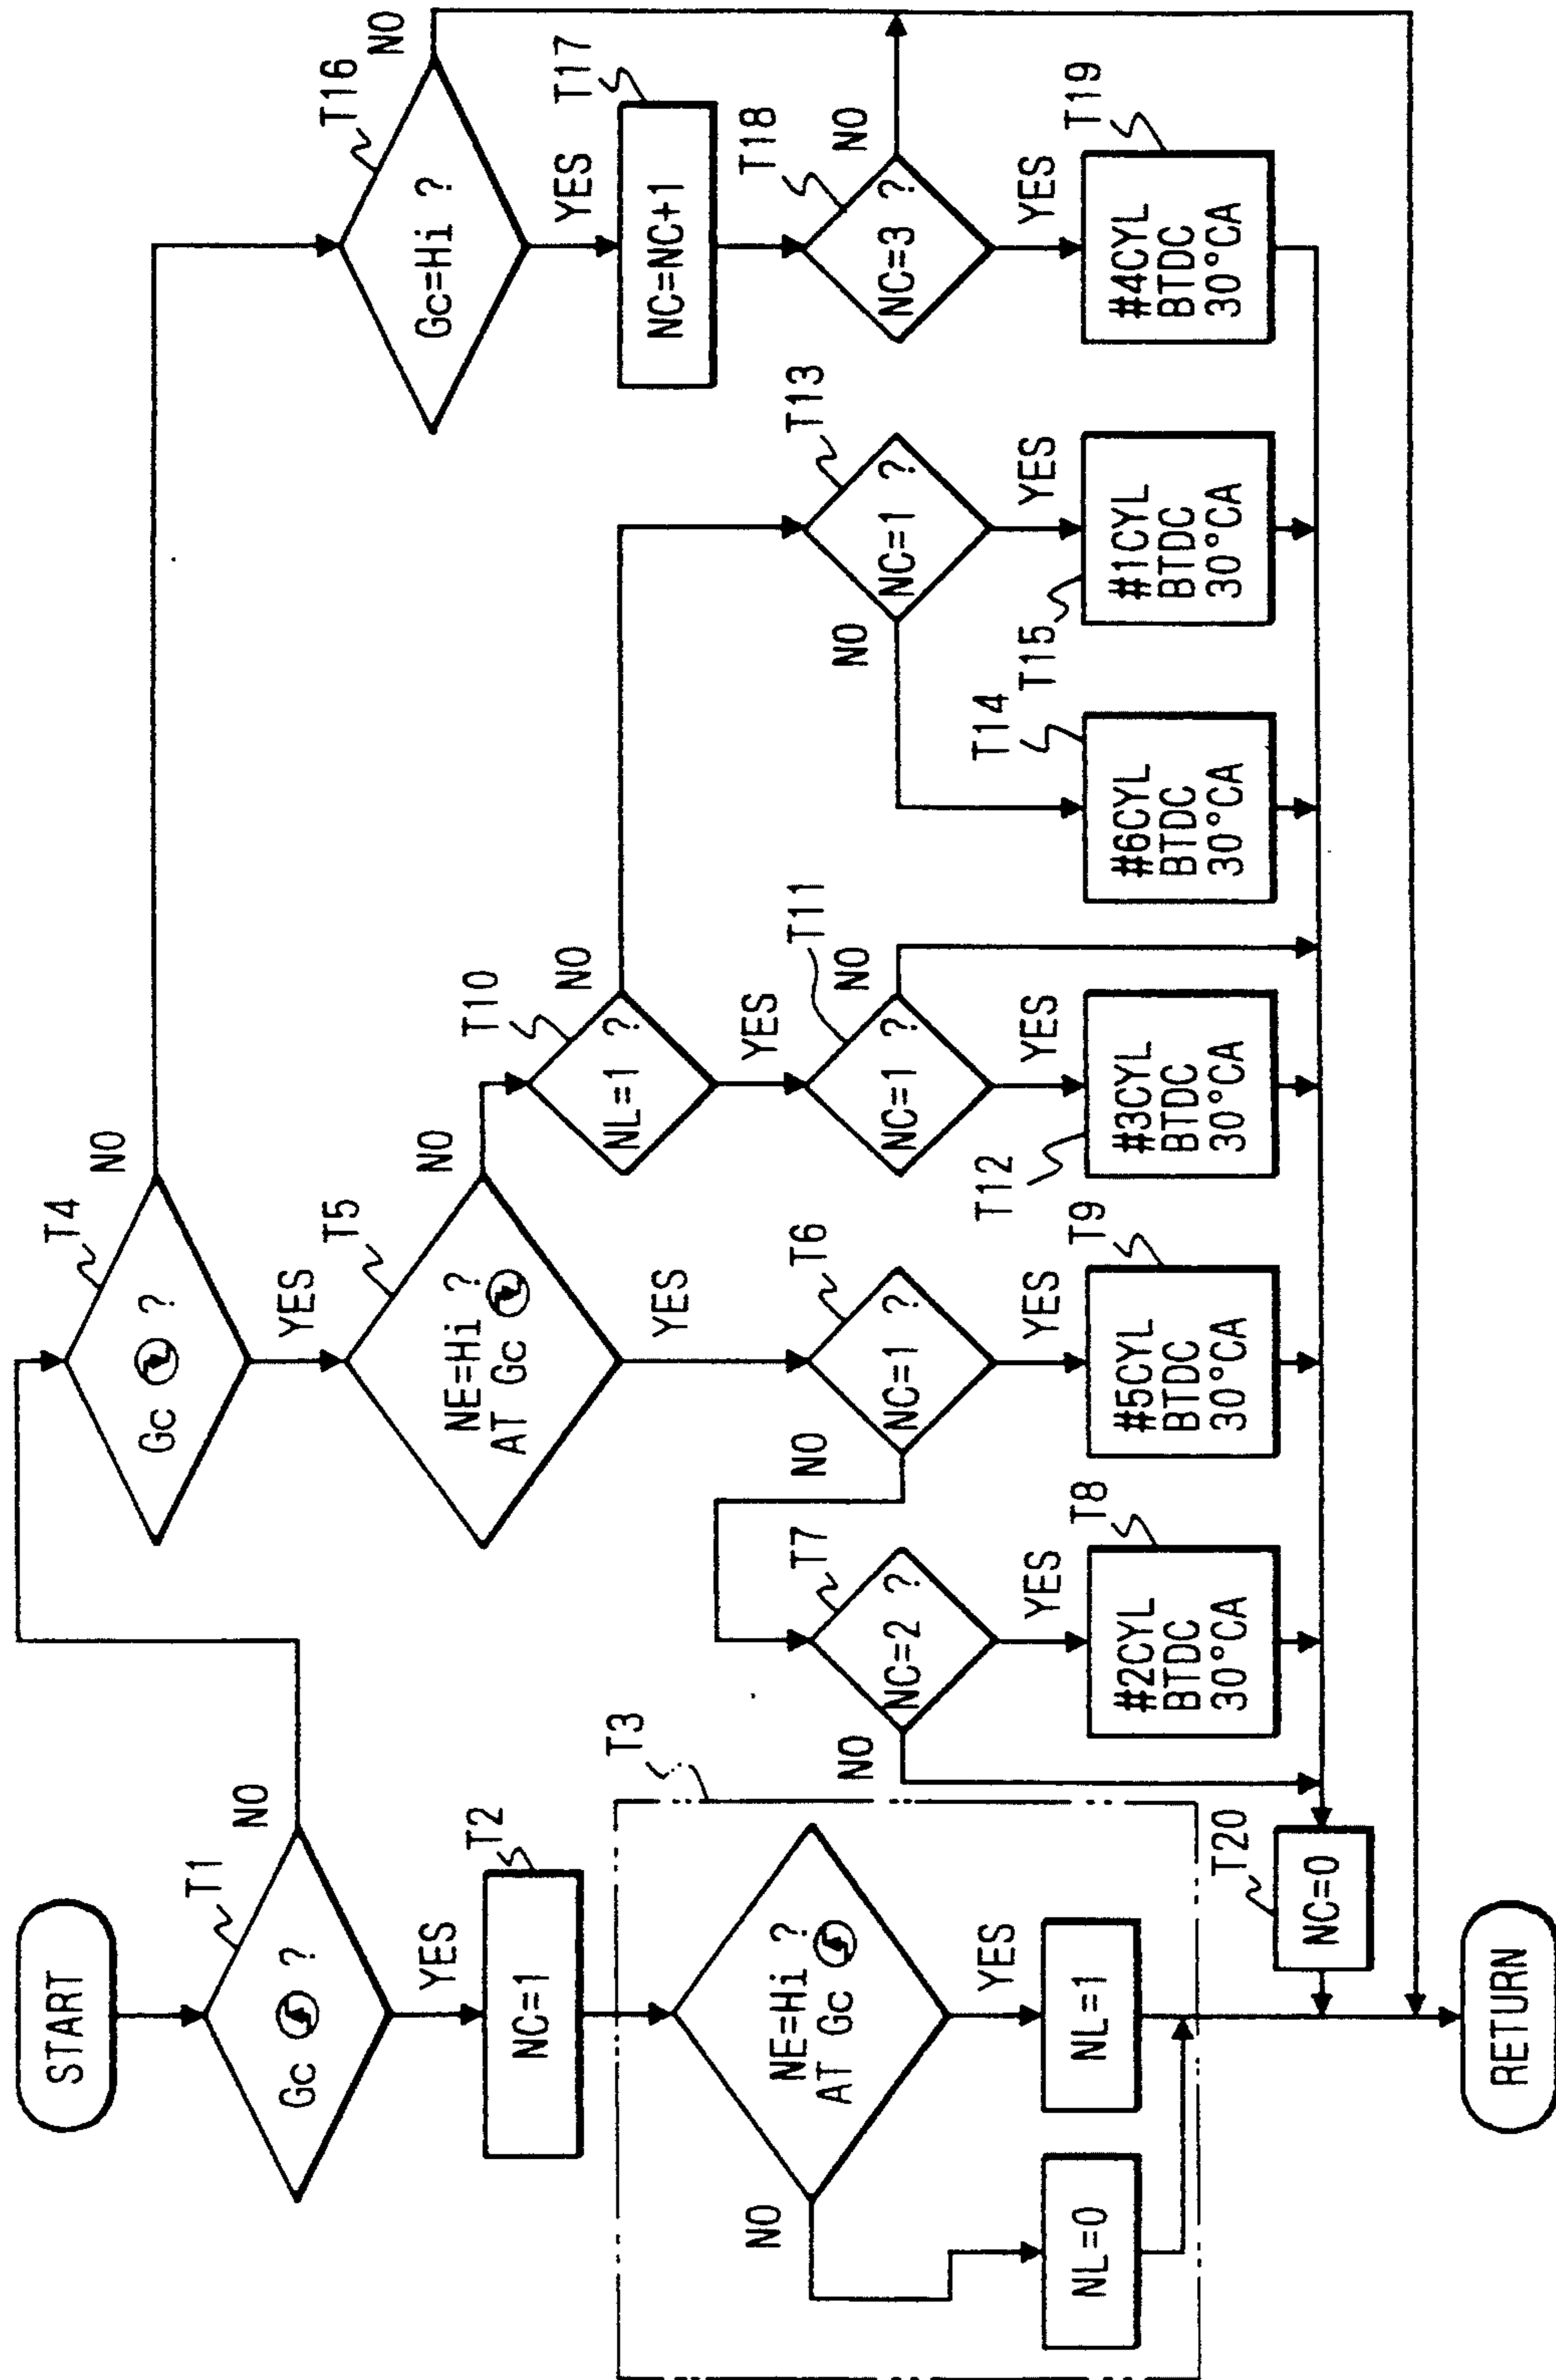 START
T1
Gc ?
NO
YES
T2
NC=1
T3
NE=Hi ?
AT Gc
NO
YES
NL=0
NL=1
T4
Gc ?
NO
YES
T5
NE=Hi ?
AT Gc
NO
YES
T6
NC=1 ?
NO
YES
T7
NC=2 ?
NO
YES
T8
#2CYL
BTDC
30°CA
T9
#5CYL
BTDC
30°CA
T10
NL=1 ?
NO
YES
T11
NC=1 ?
NO
YES
T12
#3CYL
BTDC
30°CA
T13
NC=1 ?
NO
YES
T14
#6CYL
BTDC
30°CA
T15
#1CYL
BTDC
30°CA
T16
Gc=Hi ?
NO
YES
T17
NC=NC+1
T18
NC=3 ?
NO
YES
T19
#4CYL
BTDC
30°CA
T20
NC=0
RETURN